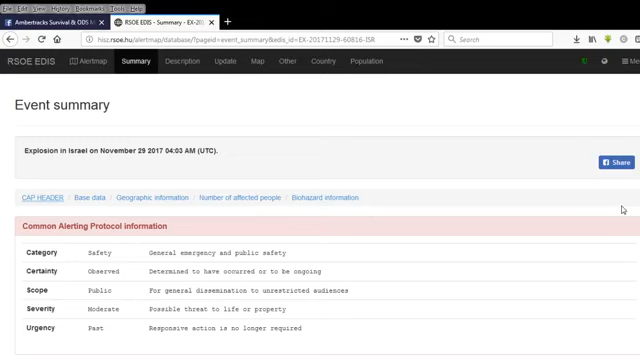 File Edit View History Bookmarks Tools Help
Ambertracks Survival & ODS M
RSOE EDIS - Summary - EX-201
hisz.rsoe.hu/alertmap/database/?pageid=event_summary&edis_id=EX-20171129-60816-ISR
Search
RSOE EDIS Alertmap Summary Description Update Map Other Country Population Me
Event summary
Explosion in Israel on November 29 2017 04:03 AM (UTC).
Share
CAP HEADER / Base data / Geographic information / Number of affected people / Biohazard information
Common Alerting Protocol information
Category Safety General emergency and public safety
Certainty Observed Determined to have occurred or to be ongoing
Scope Public For general dissemination to unrestricted audiences
Severity Moderate Possible threat to life or property
Urgency Past Responsive action is no longer required